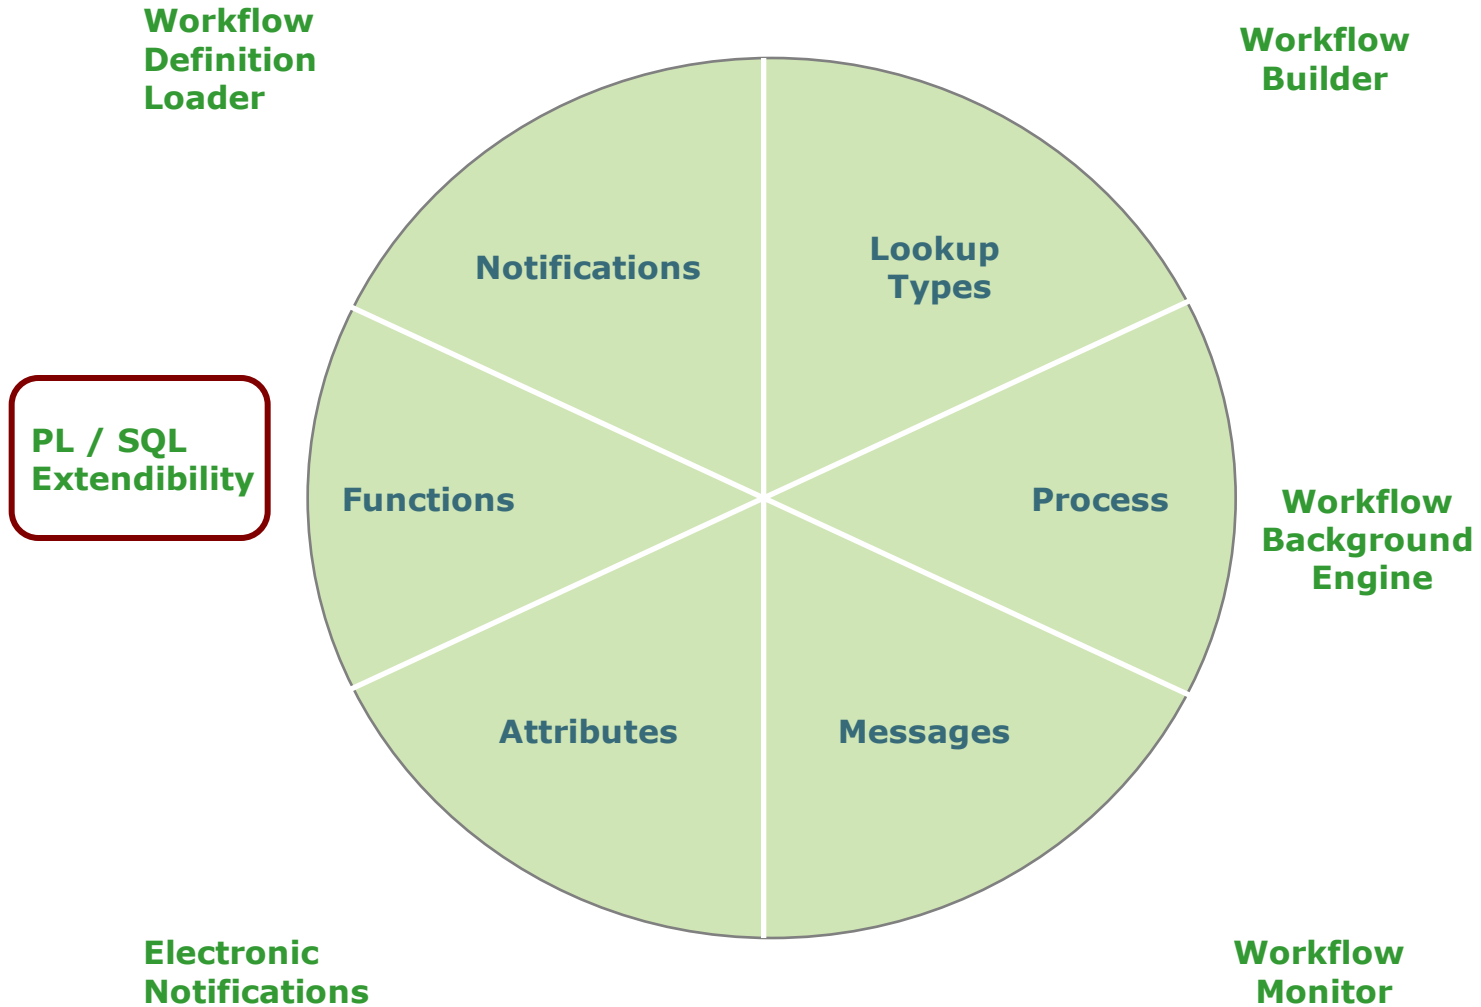 Workflow
Definition
Loader
Workflow
Builder
Notifications
Lookup
Types
PL / SQL
Extendibility
Functions
Process
Workflow
Background
Engine
Attributes
Messages
Electronic
Notifications
Workflow
Monitor